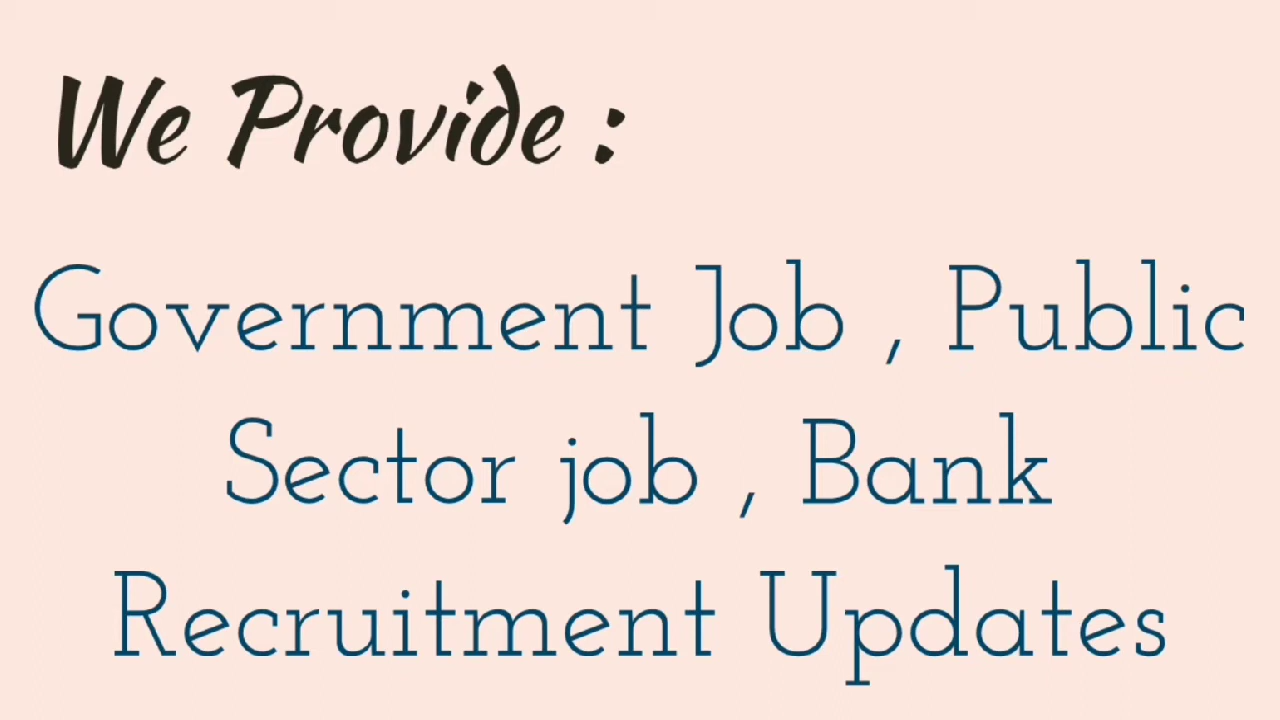 We Provide :
Government Job , Public
Sector job , Bank
Recruitment Updates